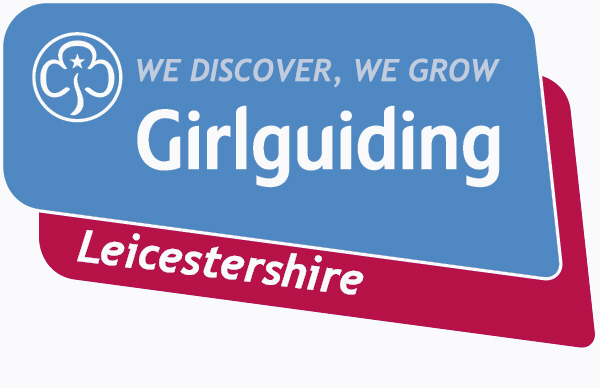 WE DISCOVER, WE GROW
Girlguiding
Leicestershire